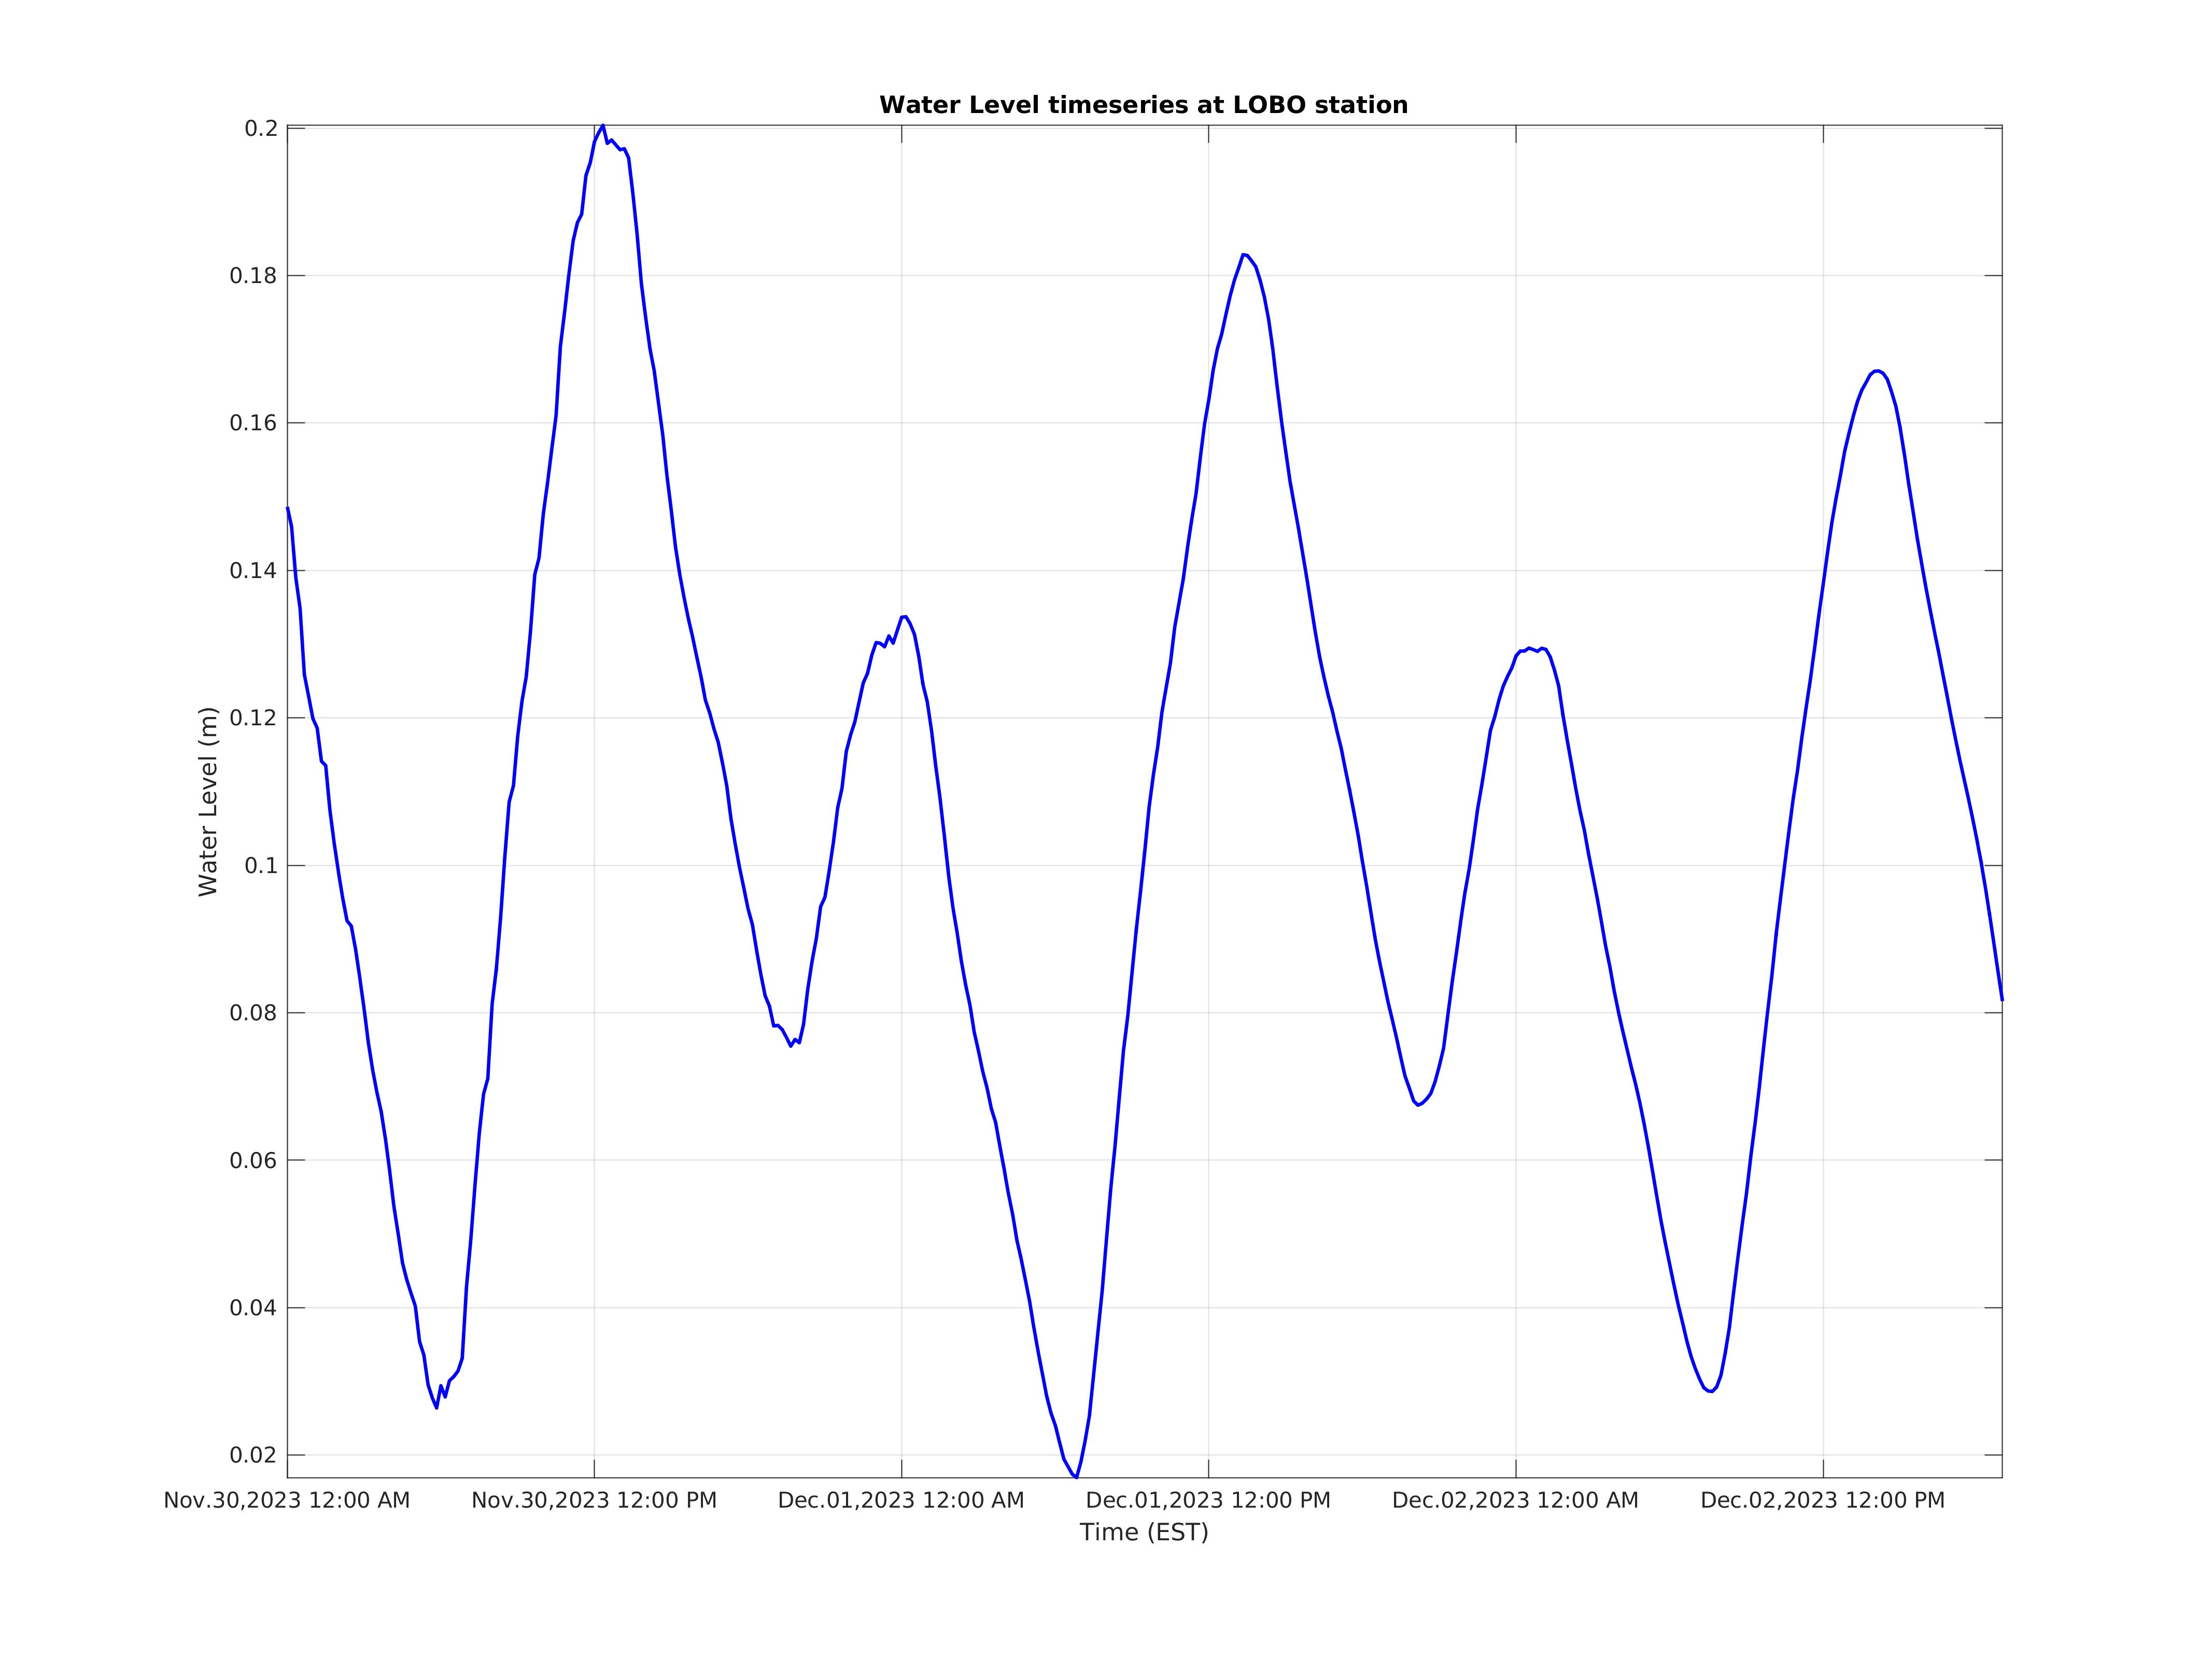 Water Level timeseries at LOBO station
0.2
0.18
0.16
0.14
0.12
0.1
0.08
0.06
0.04
0.02
Water Level (m)
Nov.30,2023 12:00 AM Nov.30,2023 12:00 PM Dec.01,2023 12:00 AM Dec.01,2023 12:00 PM Dec.02,2023 12:00 AM Dec.02,2023 12:00 PM
Time (EST)